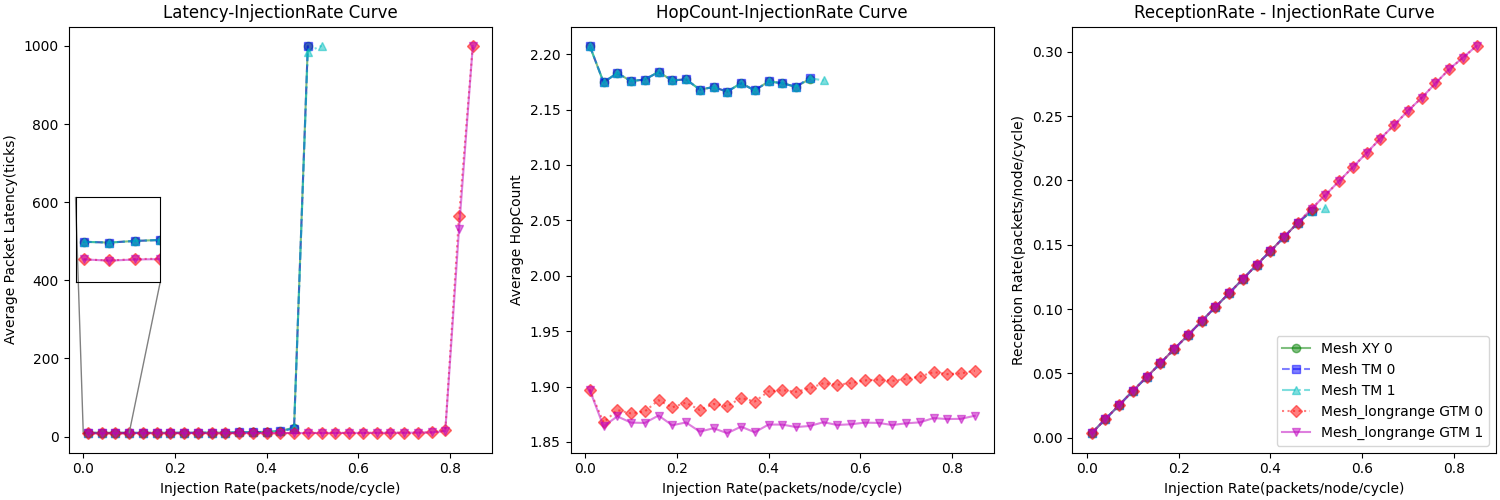 Latency-InjectionRate Curve
1000
800
600
400
200
0
0.0 0.2 0.4 0.6 0.8
Average Packet Latency(ticks)
Injection Rate(packets/node/cycle)
HopCount-InjectionRate Curve
2.20
2.15
2.10
2.05
2.00
1.95
1.90
1.85
0.0 0.2 0.4 0.6 0.8
Average HopCount
Injection Rate(packets/node/cycle)
ReceptionRate - InjectionRate Curve
0.30
0.25
0.20
0.15
0.10
0.05
0.00
0.0 0.2 0.4 0.6 0.8
Reception Rate(packets/node/cycle)
Injection Rate(packets/node/cycle)
Mesh XY 0
Mesh TM 0
Mesh TM 1
Mesh_longrange GTM 0
Mesh_longrange GTM 1